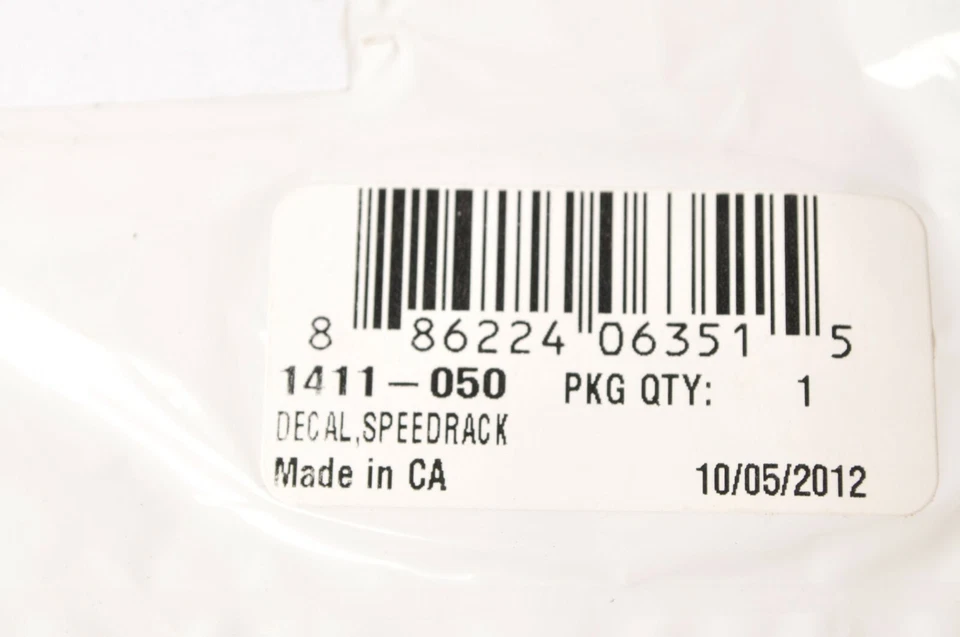 8 86224 06351 5
1411-050 PKG QTY: 1
DECAL,SPEEDRACK
Made in CA 10/05/2012